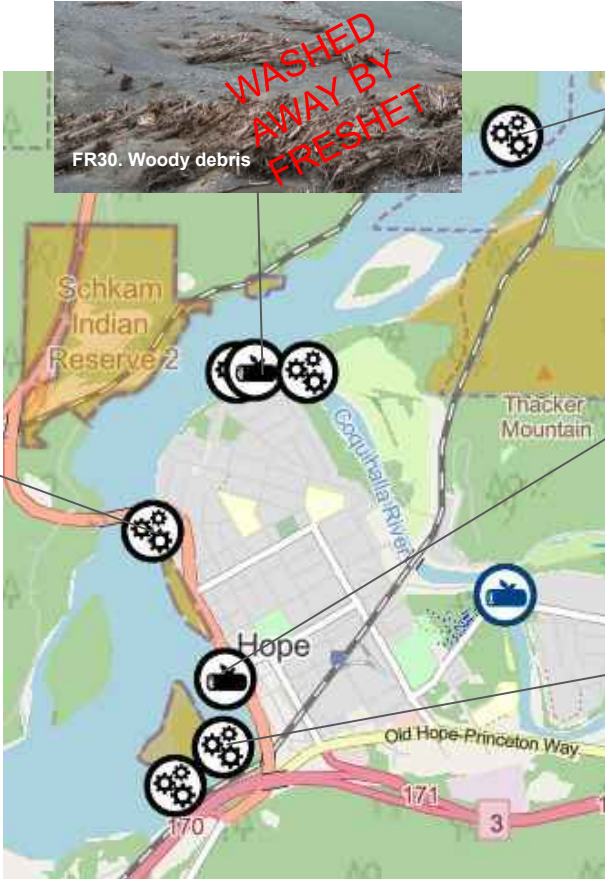 WASHED
AWAY BY
FRESHET
FR30. Woody debris
Schkam
Indian
Reserve 2
Thacker
Mountain
Coquihalla River
Hope
Old Hope-Princeton Way
170
171
3
1